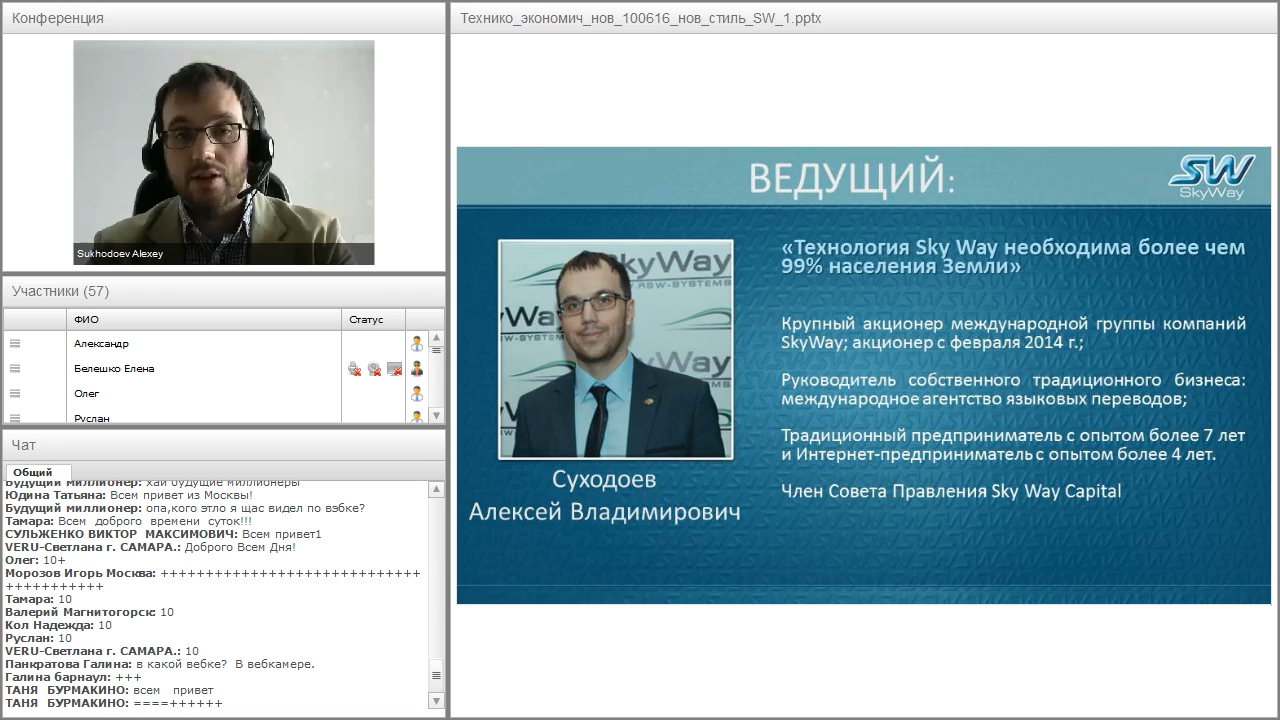 Конференция
Sukhodoev Alexey
Участники (57)
ФИО
Статус
Александр
Белешко Елена
Олег
Руслан
Чат
Общий
Будущий миллионер: хай будущие миллионеры
Юдина Татьяна: Всем привет из Москвы!
Будущий миллионер: опа,кого этло я щас видел по вэбке?
Тамара: Всем доброго времени суток!!!
СУЛЬЖЕНКО ВИКТОР МАКСИМОВИЧ: Всем привет1
VERU-Светлана г. САМАРА.: Доброго Всем Дня!
Олег: 10+
Морозов Игорь Москва: +++++++++++++++++++++++++++++
+++++++++++
Тамара: 10
Валерий Магнитогорск: 10
Кол Надежда: 10
Руслан: 10
VERU-Светлана г. САМАРА.: 10
Панкратова Галина: в какой вебке? В вебкамере.
Галина барнаул: +++
ТАНЯ БУРМАКИНО: всем привет
ТАНЯ БУРМАКИНО: ====++++++
Технико_экономич_нов_100616_нов_стиль_SW_1.pptx
ВЕДУЩИЙ:
SW
SkyWay
«Технология Sky Way необходима более чем
99% населения Земли»
Крупный акционер международной группы компаний
SkyWay; акционер с февраля 2014 г.;
Руководитель собственного традиционного бизнеса:
международное агентство языковых переводов;
Традиционный предприниматель с опытом более 7 лет
и Интернет-предприниматель с опытом более 4 лет.
Член Совета Правления Sky Way Capital
Суходоев
Алексей Владимирович